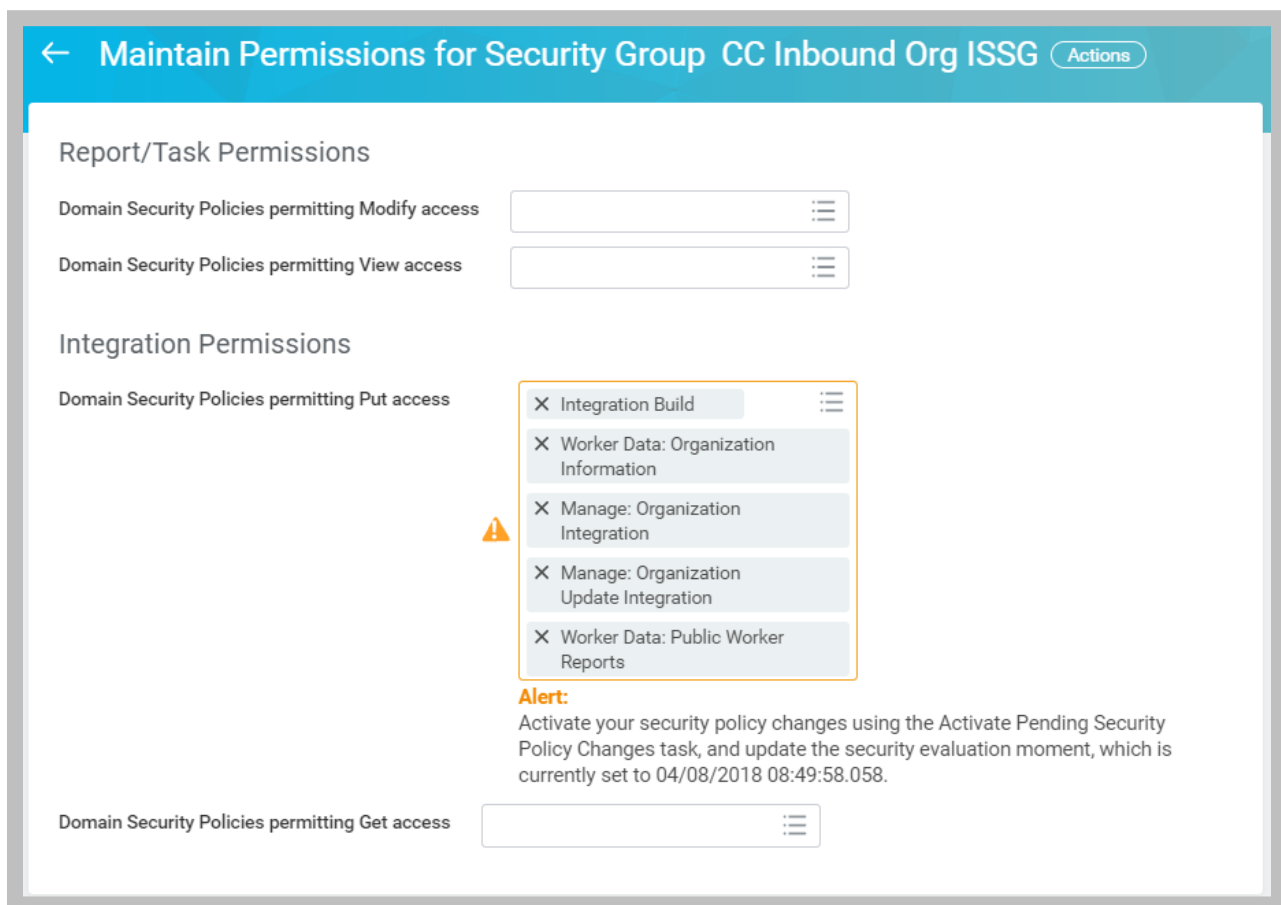 Maintain Permissions for Security Group CC Inbound Org ISSG Actions
Report/Task Permissions
Domain Security Policies permitting Modify access
Domain Security Policies permitting View access
Integration Permissions
Domain Security Policies permitting Put access
Integration Build
Worker Data: Organization
Information
Manage: Organization
Integration
Manage: Organization
Update Integration
Worker Data: Public Worker
Reports
Alert:
Activate your security policy changes using the Activate Pending Security
Policy Changes task, and update the security evaluation moment, which is
currently set to 04/08/2018 08:49:58.058.
Domain Security Policies permitting Get access